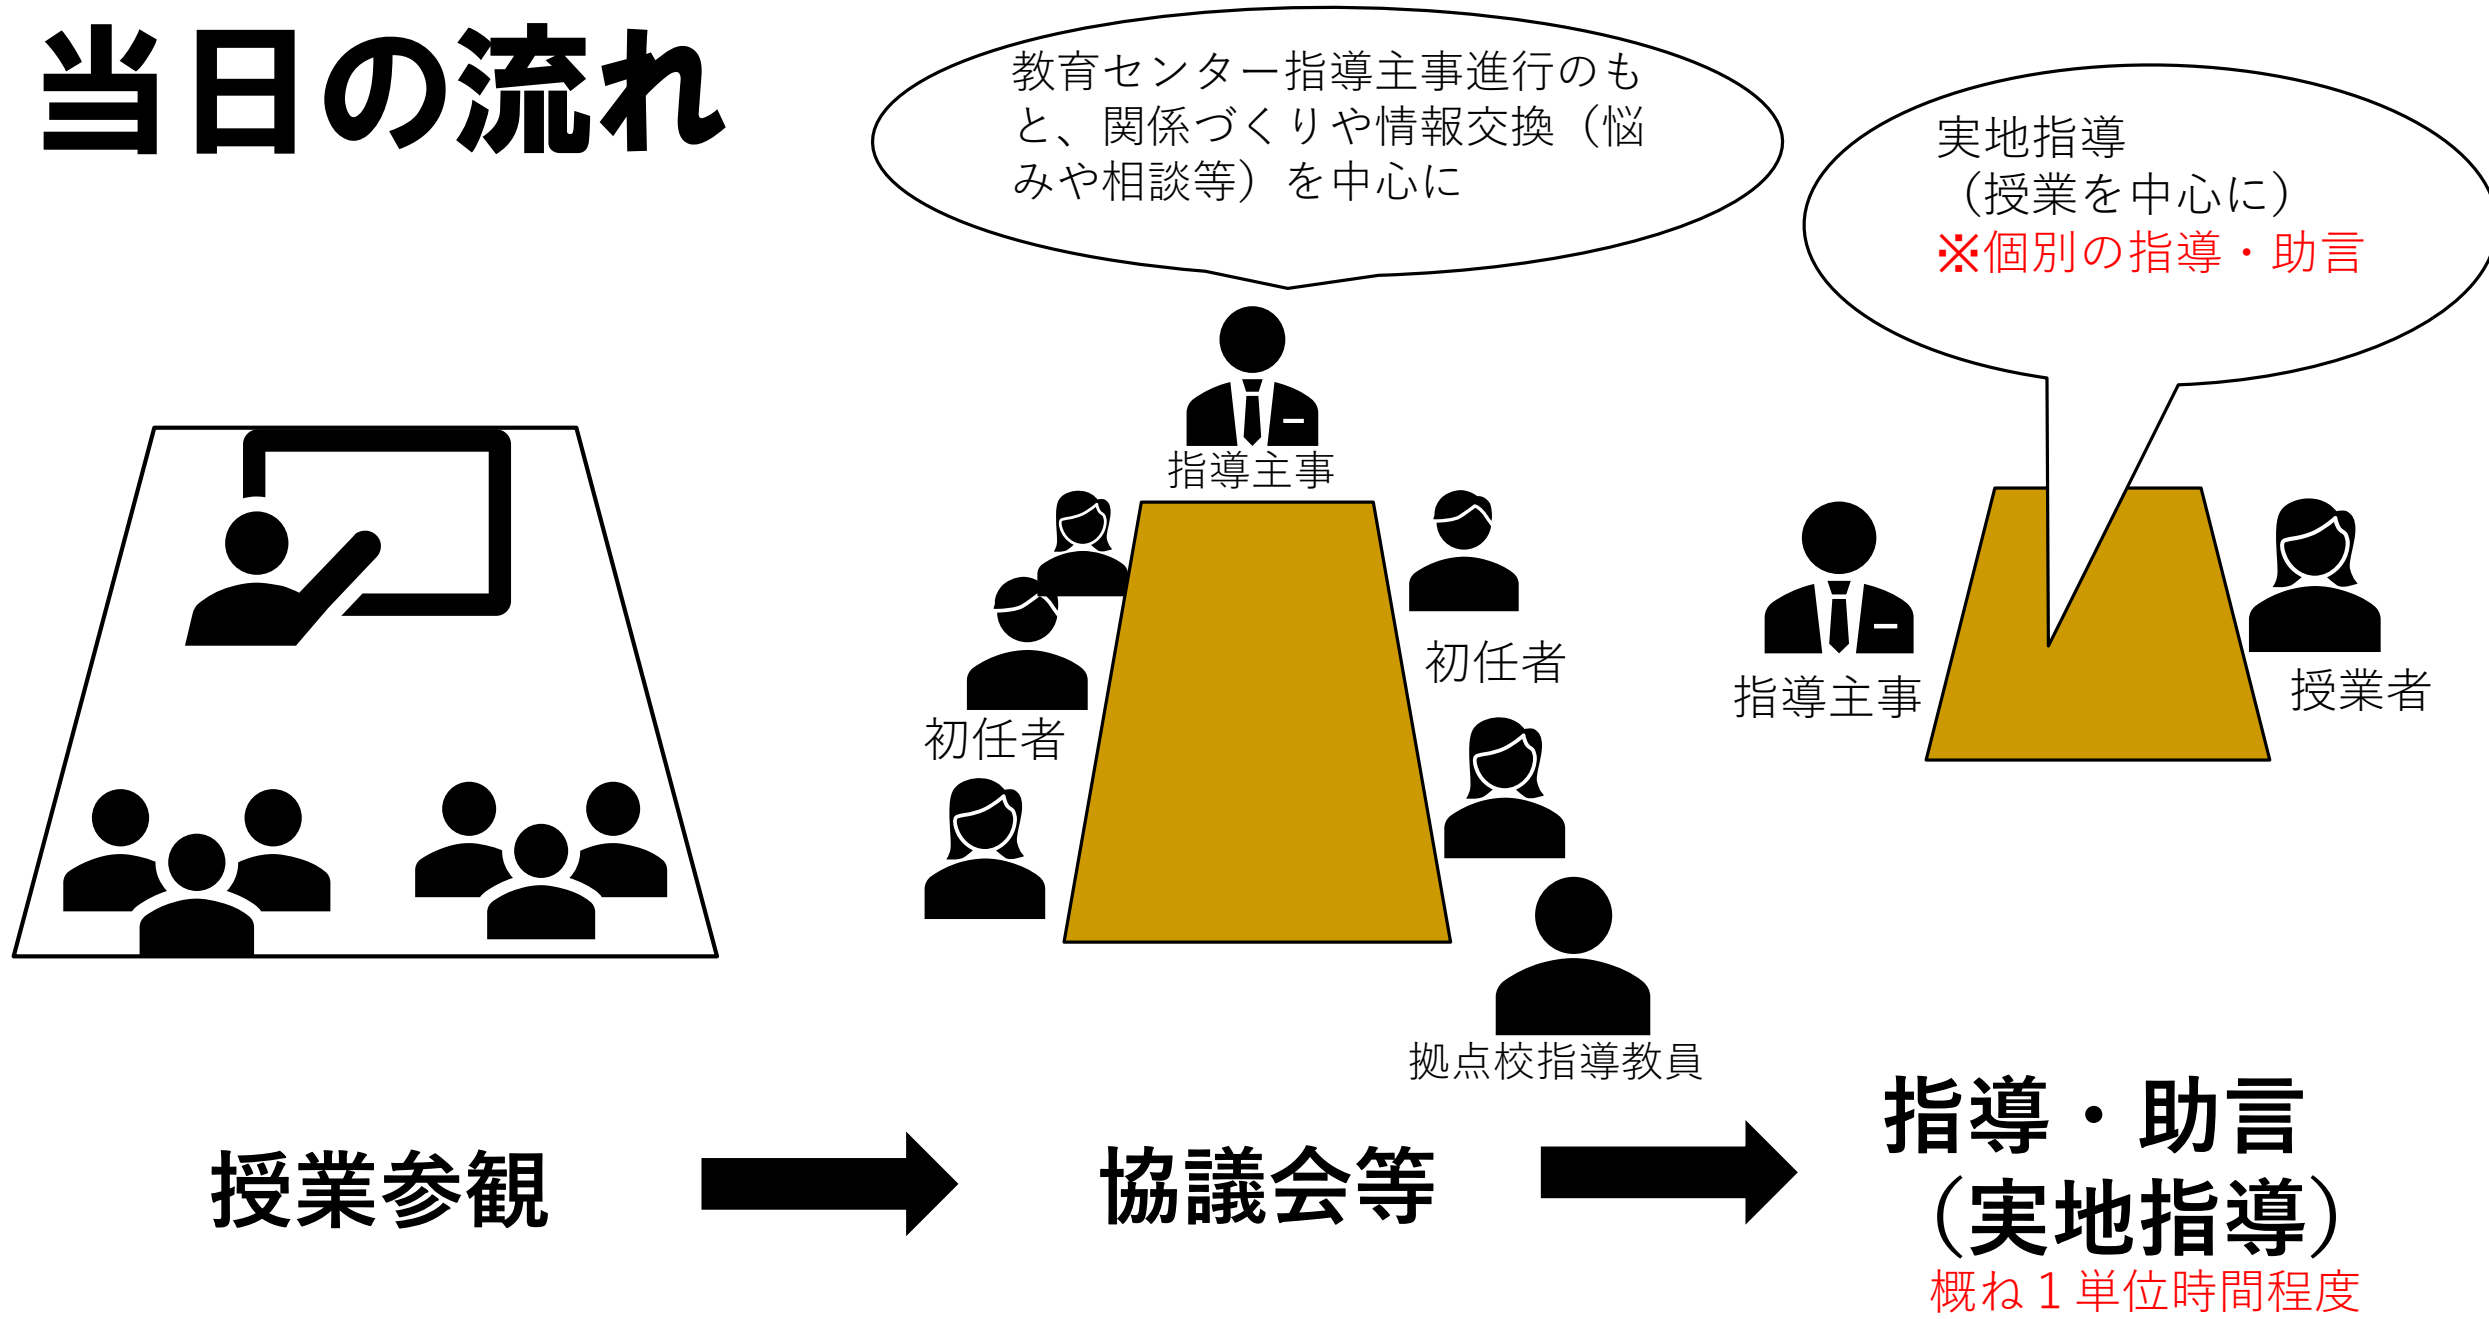 当日の流れ
教育センター指導主事進行のも
と、関係づくりや情報交換（悩
みや相談等）を中心に
実地指導
（授業を中心に）
※個別の指導・助言
指導主事
初任者
初任者
指導主事
授業者
拠点校指導教員
授業参観
協議会等
指導・助言
（実地指導）
概ね１単位時間程度